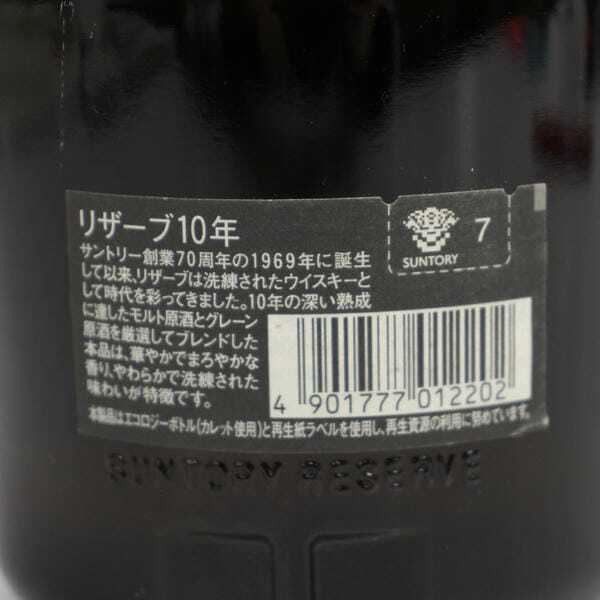 リザーブ10年
サントリー創業70周年の1969年に誕生
して以来、リザーブは洗練されたウイスキーと
して時代を彩ってきました。10年の深い熟成
に達したモルト原酒とグレーン
原酒を厳選してブレンドした
本品は、華やかでまろやかな
香り、やわらかで洗練された
味わいが特徴です。
SUNTORY
7
4 901777 012202
本製品はエコロジーボトル(カレット使用)と再生紙ラベルを使用し、再生資源の利用に努めています。
SUNTORY RESERVE